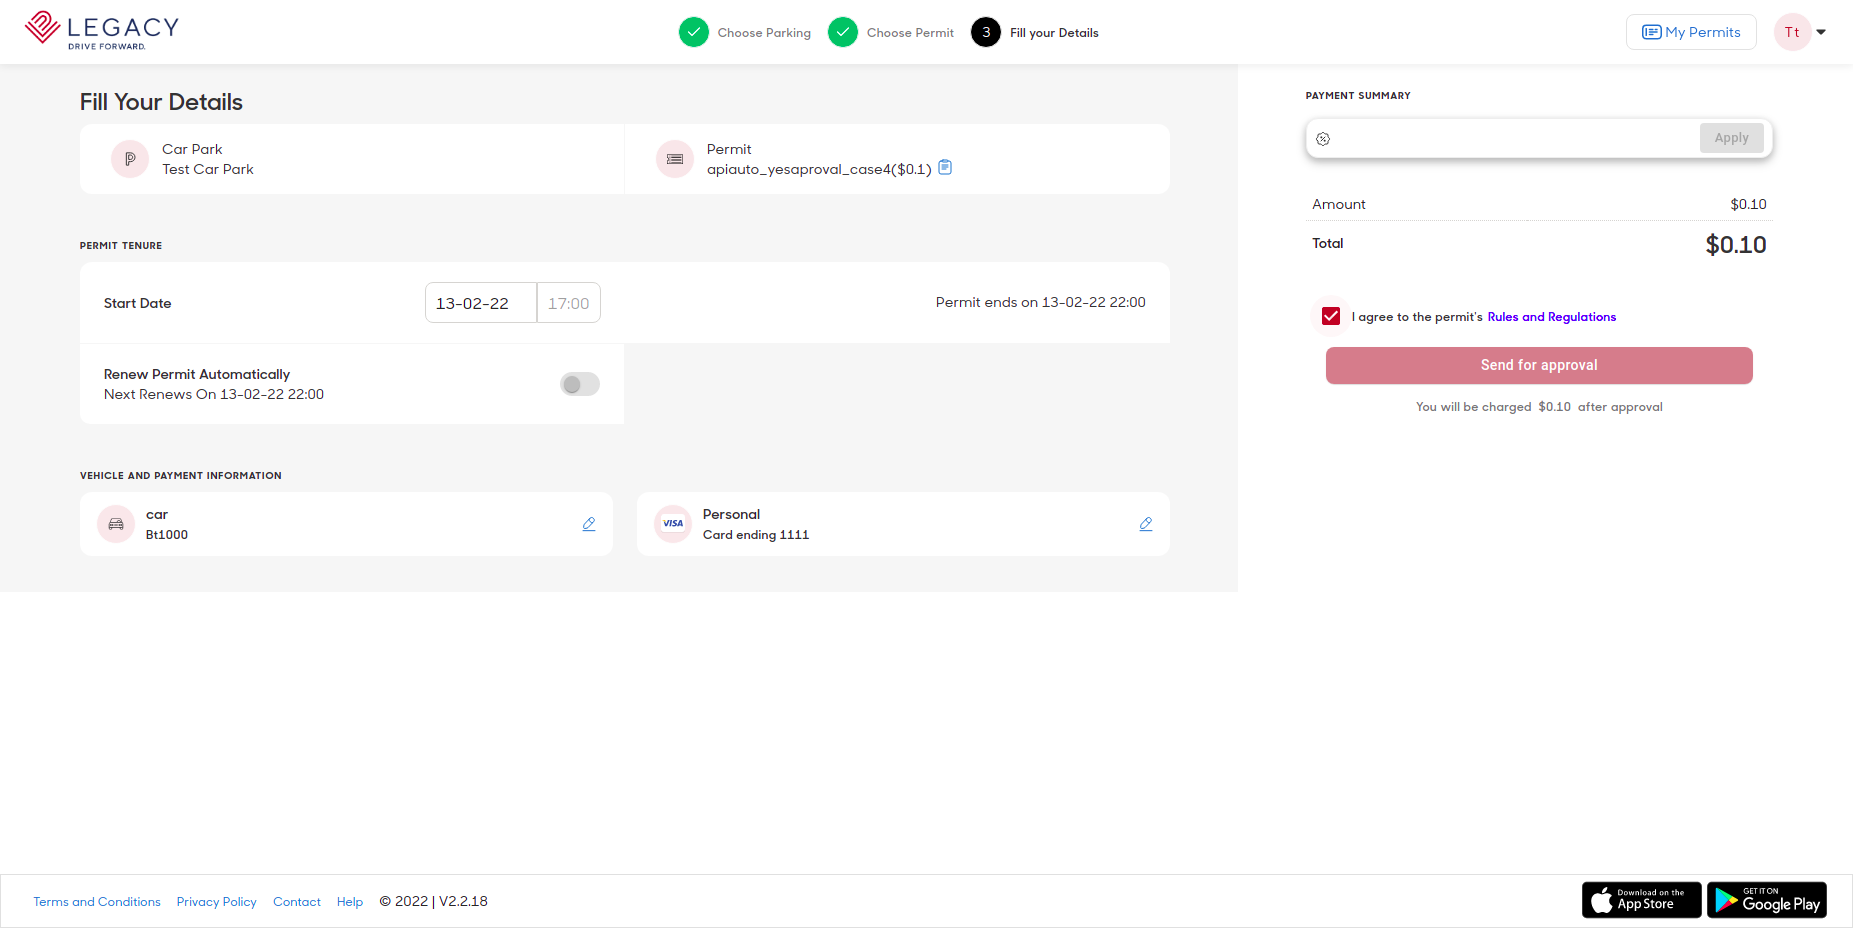 LEGACY
DRIVE FORWARD.
Choose Parking
Choose Permit
3
Fill your Details
My Permits
Tt
Fill Your Details
Car Park
Test Car Park
Permit
apiauto_yesaproval_case4($0.1)
PERMIT TENURE
Start Date
13-02-22
17:00
Permit ends on 13-02-22 22:00
Renew Permit Automatically
Next Renews On 13-02-22 22:00
VEHICLE AND PAYMENT INFORMATION
car
Bt1000
VISA
Personal
Card ending 1111
PAYMENT SUMMARY
Apply
Amount
$0.10
Total
$0.10
I agree to the permit's Rules and Regulations
Send for approval
You will be charged $0.10 after approval
Terms and Conditions
Privacy Policy
Contact
Help
© 2022 | V2.2.18
Download on the
App Store
GET IT ON
Google Play